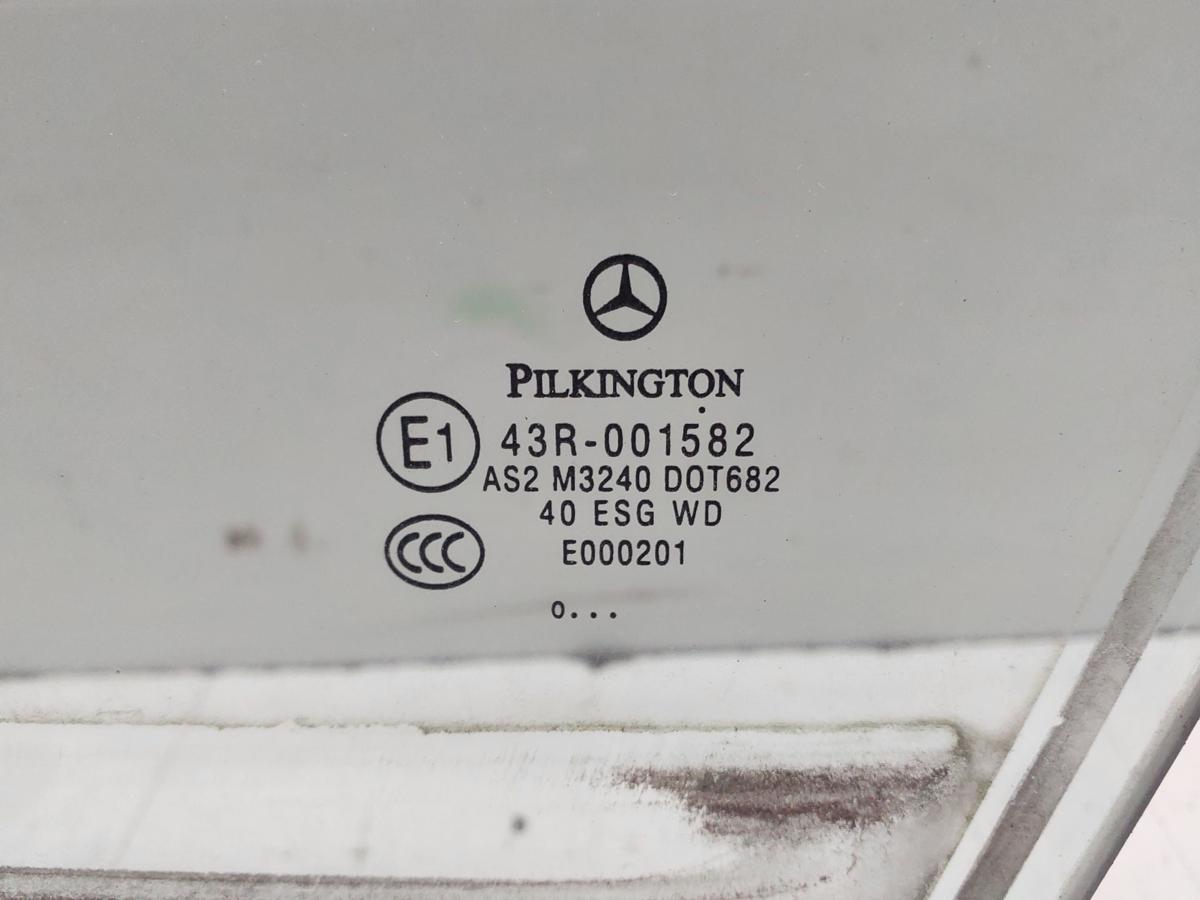 PILKINGTON
E1 43R-001582
AS2 M3240 DOT682
40 ESG WD
CCC E000201
o...